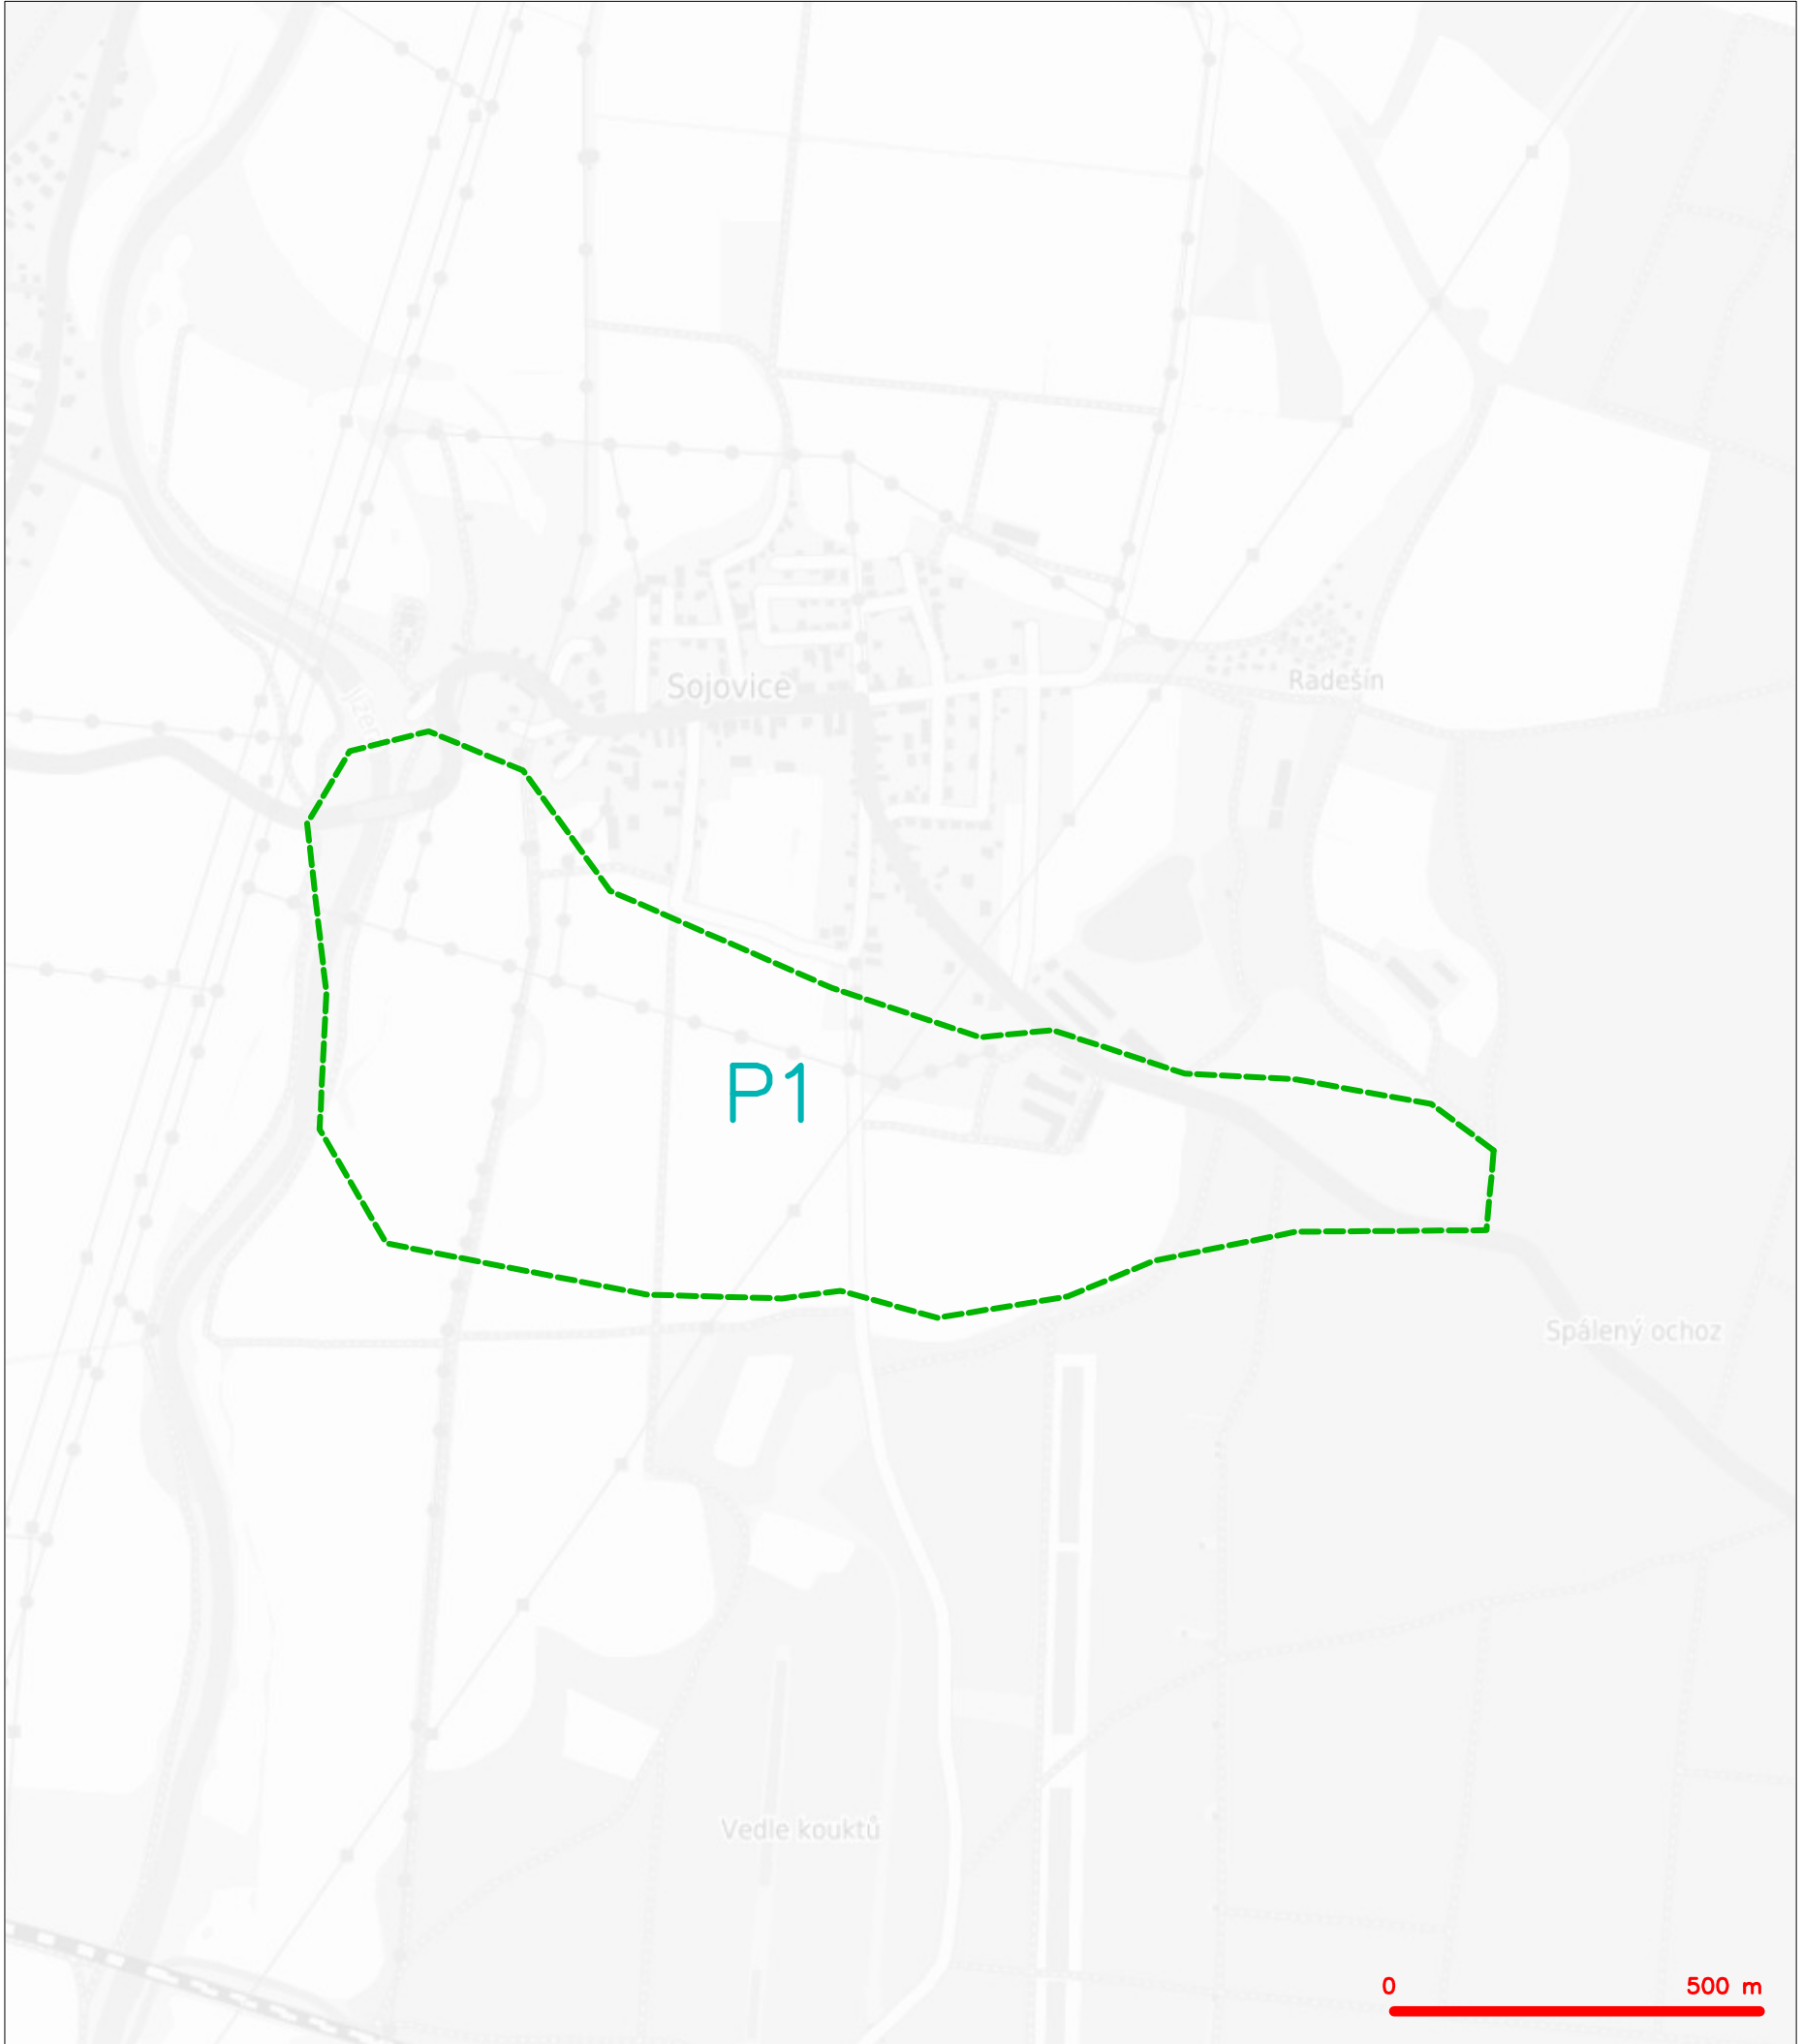 Sojovice
Radešín
Jizera
P1
Spálený ochoz
Vedle kouktů
0 500 m